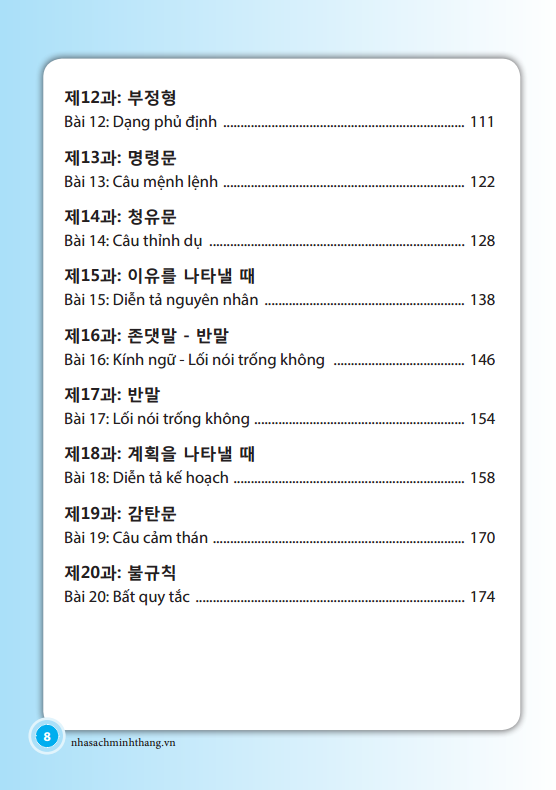 제12과: 부정형
Bài 12: Dạng phủ định ........................................................................ 111
제13과: 명령문
Bài 13: Câu mệnh lệnh ........................................................................ 122
제14과: 청유문
Bài 14: Câu thỉnh dụ ........................................................................... 128
제15과: 이유를 나타낼 때
Bài 15: Diễn tả nguyên nhân ............................................................ 138
제16과: 존댓말 - 반말
Bài 16: Kính ngữ - Lối nói trống không ....................................... 146
제17과: 반말
Bài 17: Lối nói trống không ............................................................... 154
제18과: 계획을 나타낼 때
Bài 18: Diễn tả kế hoạch ..................................................................... 158
제19과: 감탄문
Bài 19: Câu cảm thán ........................................................................... 170
제20과: 불규칙
Bài 20: Bất quy tắc ................................................................................ 174
8
nhasachminhthang.vn